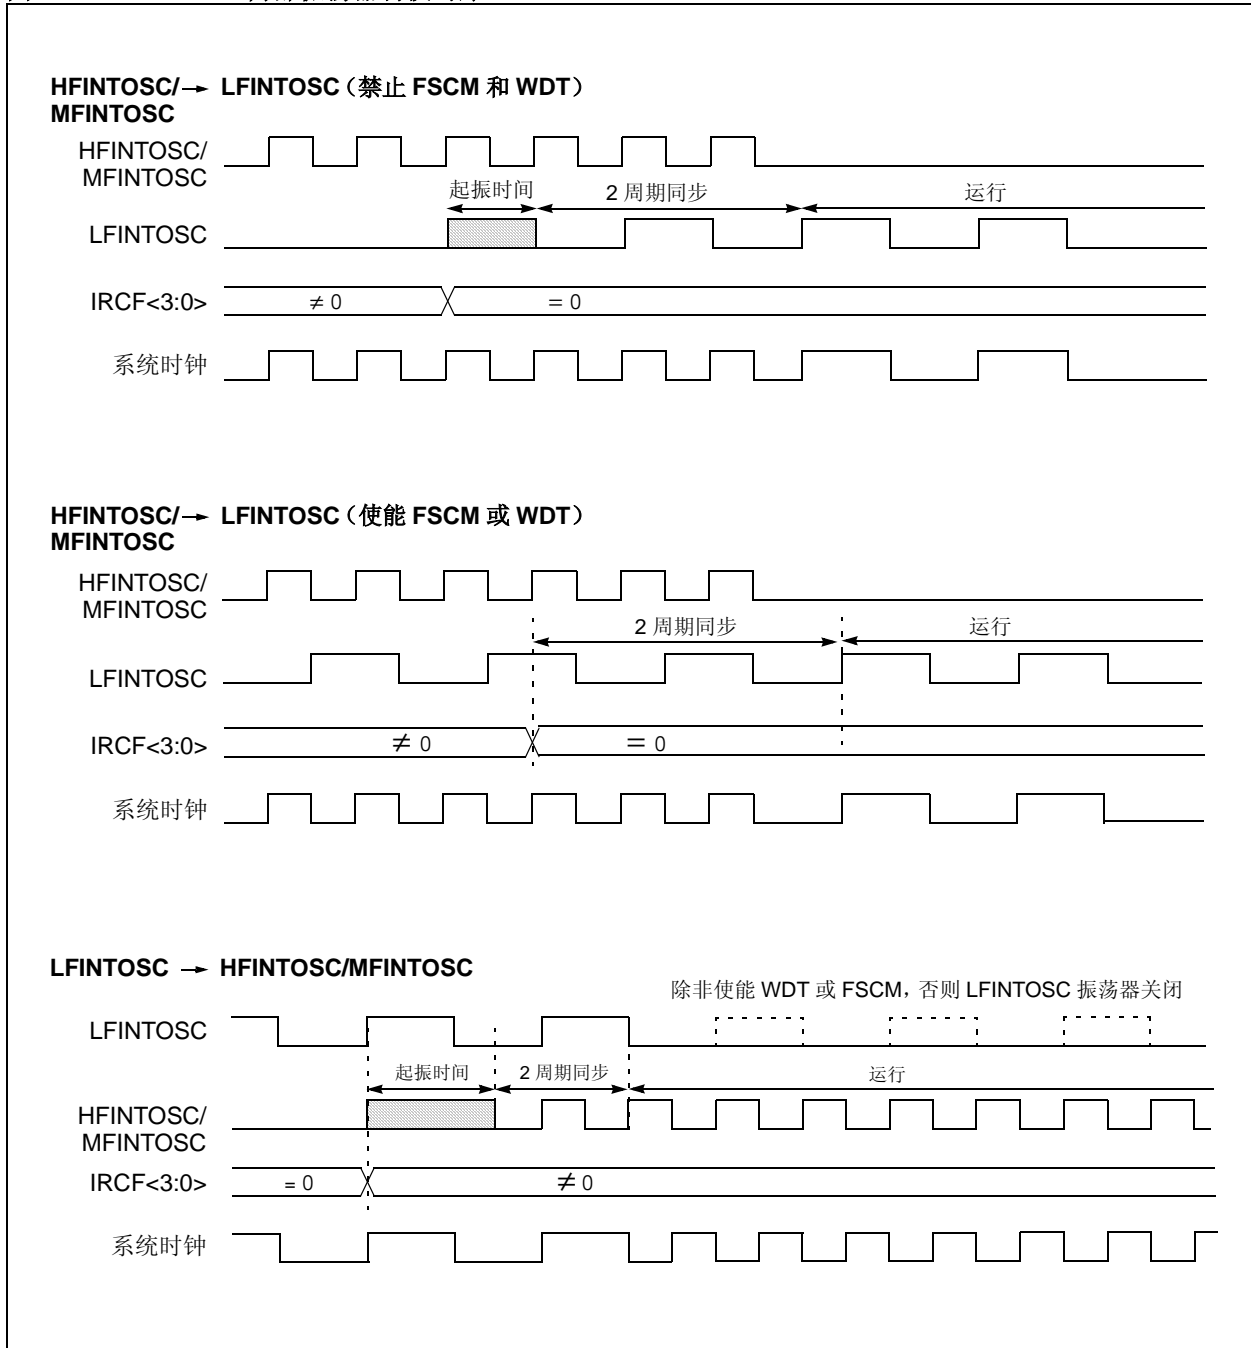 HFINTOSC/→ LFINTOSC（禁止 FSCM 和 WDT）
MFINTOSC
HFINTOSC/
MFINTOSC
起振时间
2 周期同步
运行
LFINTOSC
IRCF<3:0>
≠ 0
= 0
系统时钟
HFINTOSC/→ LFINTOSC（使能 FSCM 或 WDT）
MFINTOSC
HFINTOSC/
MFINTOSC
2 周期同步
运行
LFINTOSC
IRCF<3:0>
≠ 0
= 0
系统时钟
LFINTOSC → HFINTOSC/MFINTOSC
除非使能 WDT 或 FSCM，否则 LFINTOSC 振荡器关闭
LFINTOSC
起振时间
2 周期同步
运行
HFINTOSC/
MFINTOSC
IRCF<3:0>
= 0
≠ 0
系统时钟